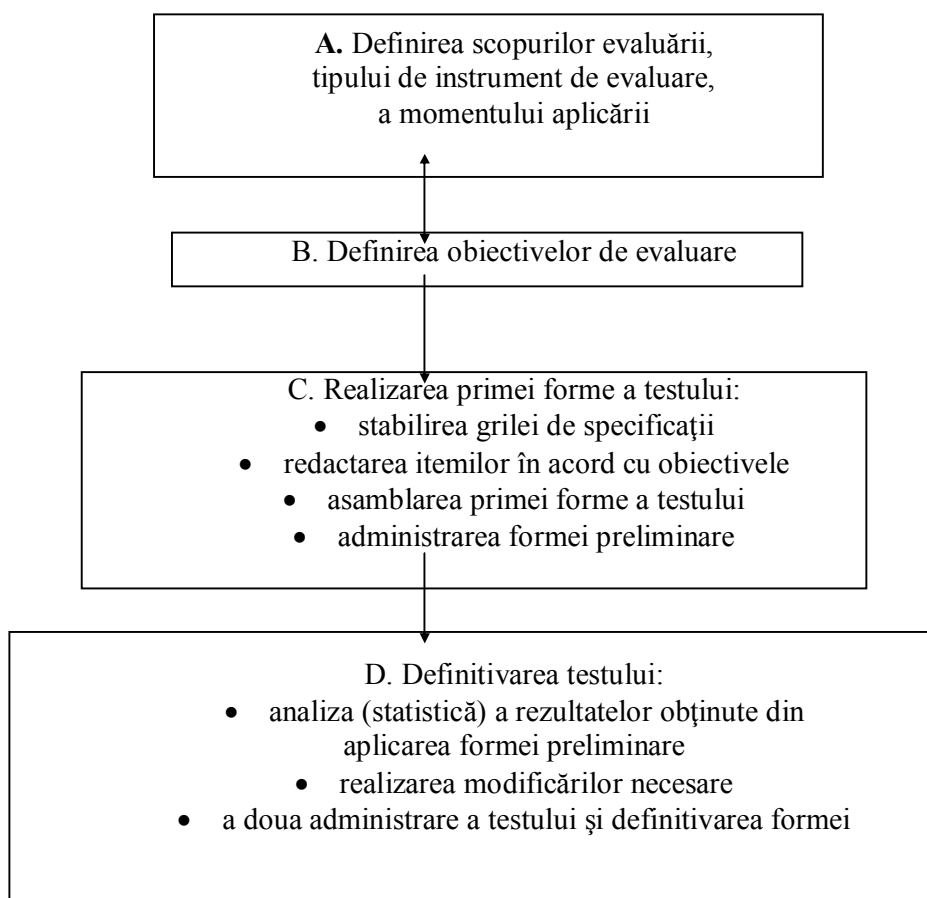 A. Definirea scopurilor evaluării,
tipului de instrument de evaluare,
a momentului aplicării
B. Definirea obiectivelor de evaluare
C. Realizarea primei forme a testului:
• stabilirea grilei de specificaţii
• redactarea itemilor în acord cu obiectivele
• asamblarea primei forme a testului
• administrarea formei preliminare
D. Definitivarea testului:
• analiza (statistică) a rezultatelor obţinute din
aplicarea formei preliminare
• realizarea modificărilor necesare
• a doua administrare a testului şi definitivarea formei